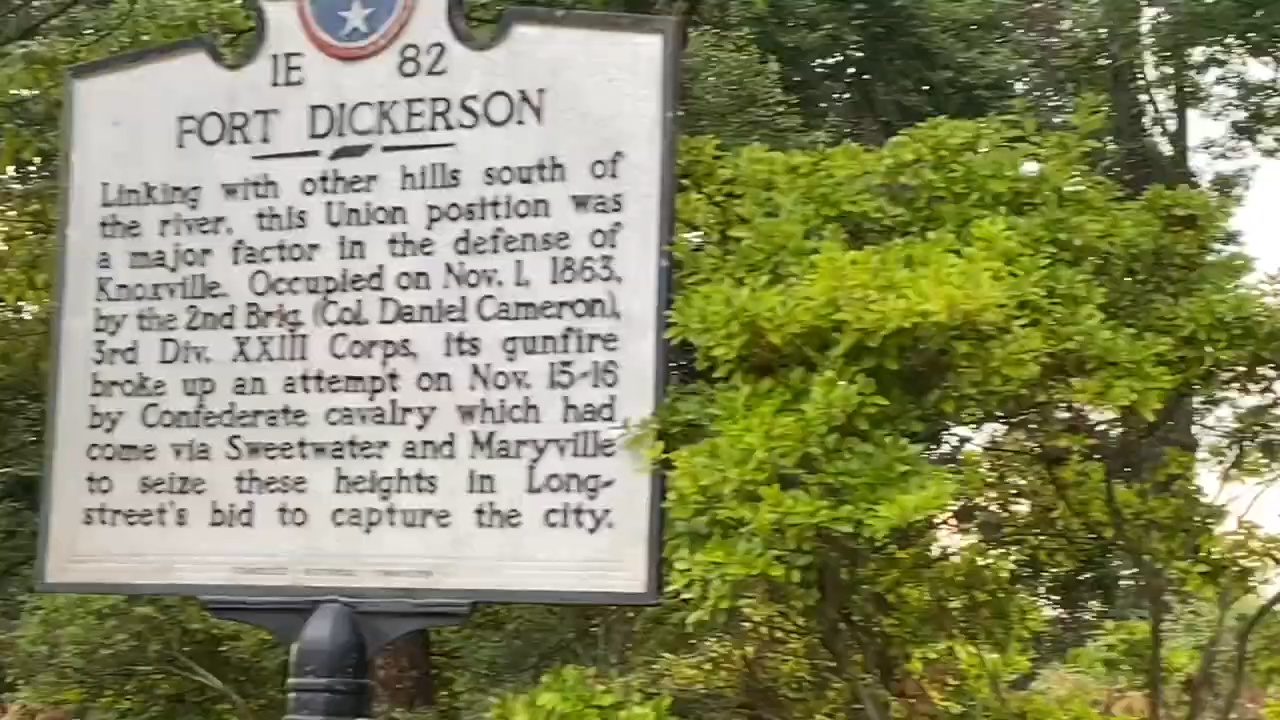 1E 82
FORT DICKERSON
Linking with other hills south of
the river, this Union position was
a major factor in the defense of
Knoxville. Occupied on Nov. 1, 1863,
by the 2nd Brig. (Col. Daniel Cameron),
3rd Div. XXIII Corps, its gunfire
broke up an attempt on Nov. 15-16
by Confederate cavalry which had
come via Sweetwater and Maryville
to seize these heights in Long-
street's bid to capture the city.